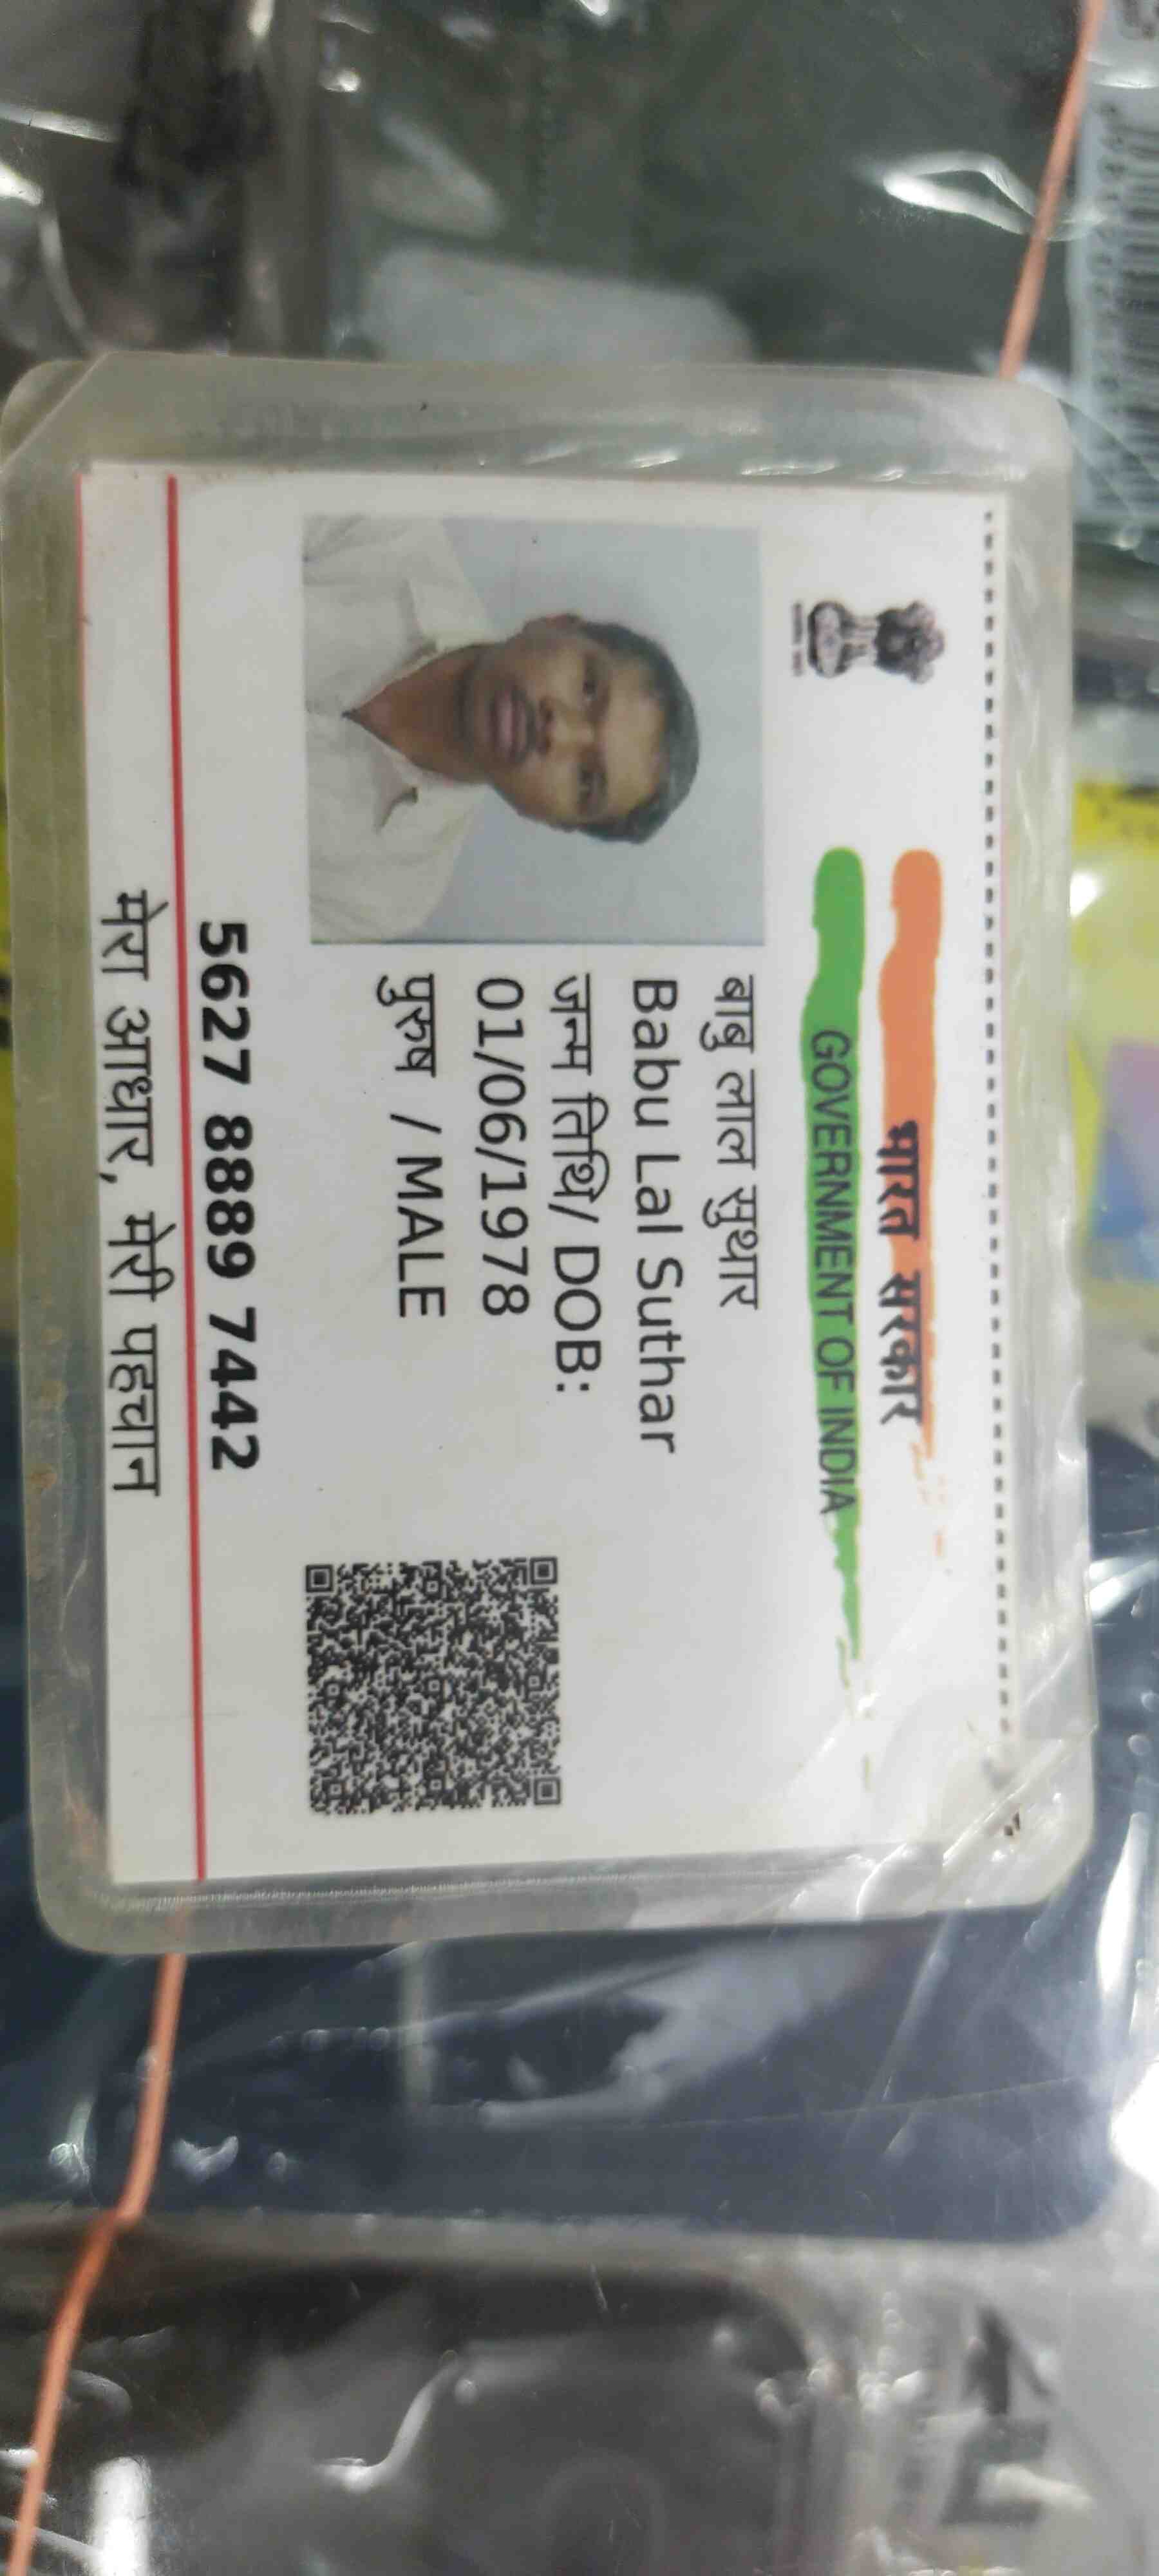 भारत सरकार
GOVERNMENT OF INDIA
बाबु लाल सुथार
Babu Lal Suthar
जन्म तिथि/ DOB:
01/06/1978
पुरुष / MALE
5627 8889 7442
मेरा आधार, मेरी पहचान